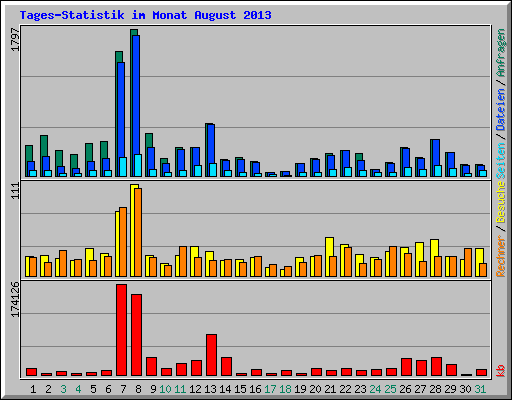 Tages-Statistik im Monat August 2013
1797
111
174126
Rechner / Besuche Seiten / Dateien / Anfragen
kb
1 2 3 4 5 6 7 8 9 10 11 12 13 14 15 16 17 18 19 20 21 22 23 24 25 26 27 28 29 30 31